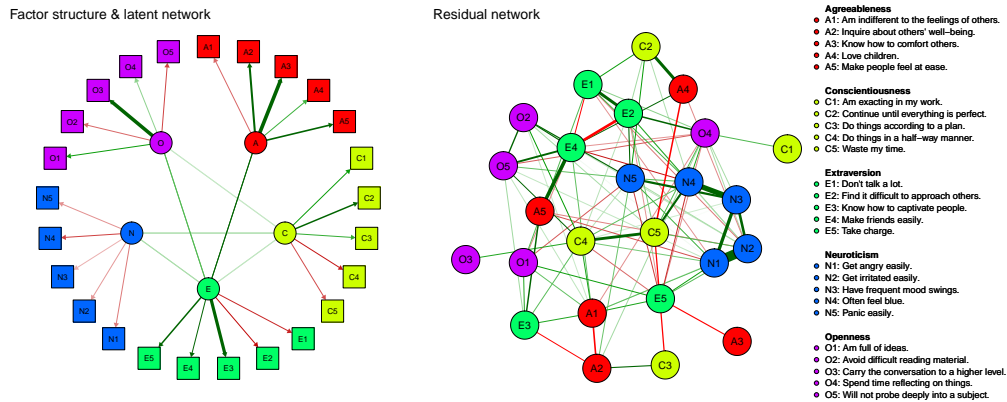 Factor structure & latent network
O5
A1
A2
O4
A3
O3
A4
O2
A5
O
A
O1
C1
N5
C2
N4
N
C
C3
N3
C4
E
N2
C5
N1
E1
E5
E2
E4
E3
Residual network
C2
E1
A4
O2
E2
O4
E4
C1
O5
N5
N4
N3
A5
C5
C4
N2
O3
O1
N1
E5
A1
E3
A3
C3
A2
Agreeableness
A1: Am indifferent to the feelings of others.
A2: Inquire about others' well−being.
A3: Know how to comfort others.
A4: Love children.
A5: Make people feel at ease.
Conscientiousness
C1: Am exacting in my work.
C2: Continue until everything is perfect.
C3: Do things according to a plan.
C4: Do things in a half−way manner.
C5: Waste my time.
Extraversion
E1: Don't talk a lot.
E2: Find it difficult to approach others.
E3: Know how to captivate people.
E4: Make friends easily.
E5: Take charge.
Neuroticism
N1: Get angry easily.
N2: Get irritated easily.
N3: Have frequent mood swings.
N4: Often feel blue.
N5: Panic easily.
Openness
O1: Am full of ideas.
O2: Avoid difficult reading material.
O3: Carry the conversation to a higher level.
O4: Spend time reflecting on things.
O5: Will not probe deeply into a subject.